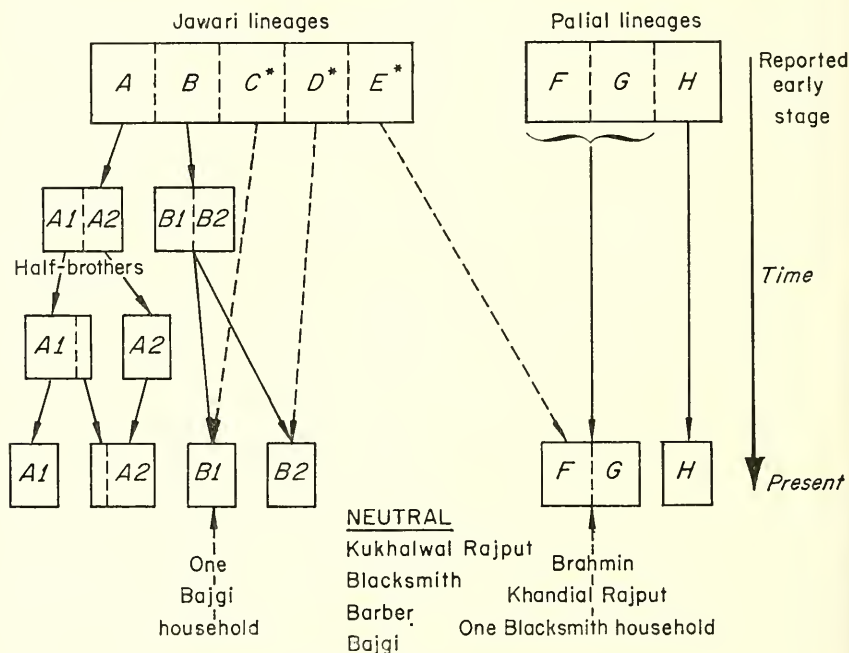 Jawari lineages
Palial lineages
A B C* D* E*
F G H
Reported
early
stage
A1 A2
B1 B2
Half-brothers
Time
A1
A2
A1
A2
B1
B2
F G
H
Present
One
Bajgi
household
NEUTRAL
Kukhalwal Rajput
Blacksmith
Barber
Bajgi
Brahmin
Khandial Rajput
One Blacksmith household